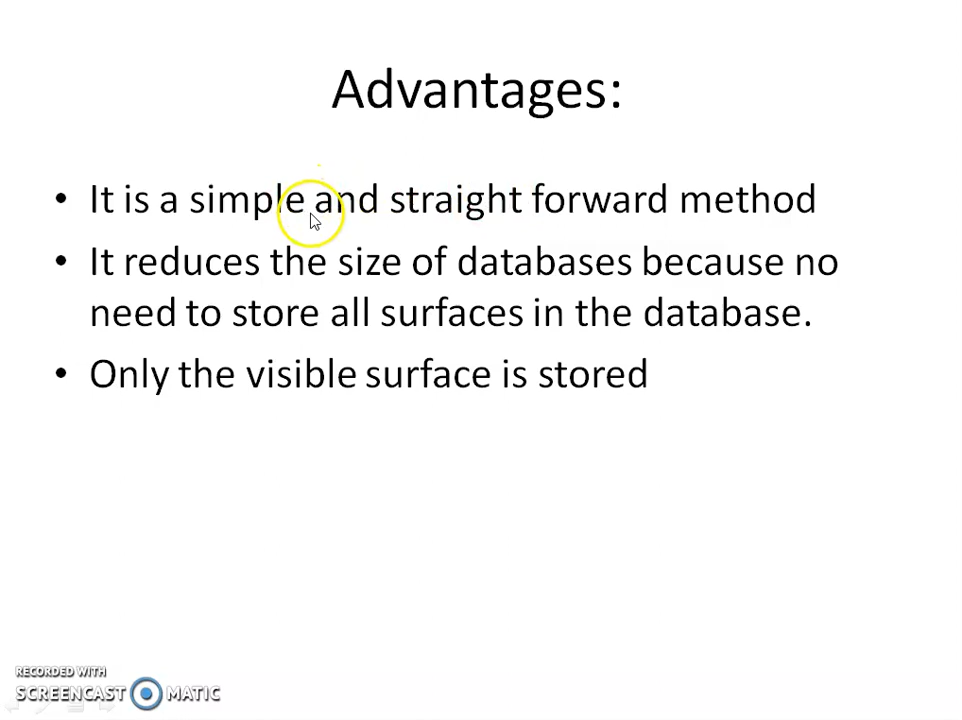 Advantages:
• It is a simple and straight forward method
• It reduces the size of databases because no
need to store all surfaces in the database.
• Only the visible surface is stored
RECORDED WITH
SCREENCAST MATIC